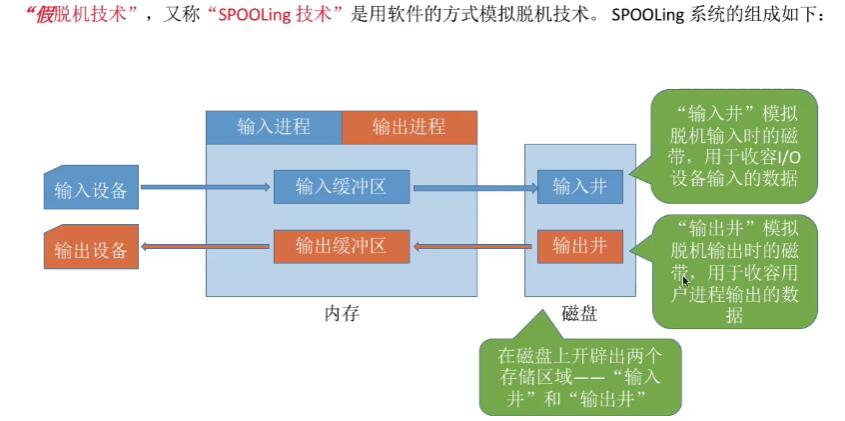 “假脱机技术”，又称“SPOOLing 技术”是用软件的方式模拟脱机技术。 SPOOLing 系统的组成如下：
输入进程
输出进程
输入设备
输入缓冲区
输入井
输出设备
输出缓冲区
输出井
内存
磁盘
“输入井”模拟
脱机输入时的磁
带，用于收容I/O
设备输入的数据
“输出井”模拟
脱机输出时的磁
带，用于收容用
户进程输出的数
据
在磁盘上开辟出两个
存储区域——“输入
井”和“输出井”